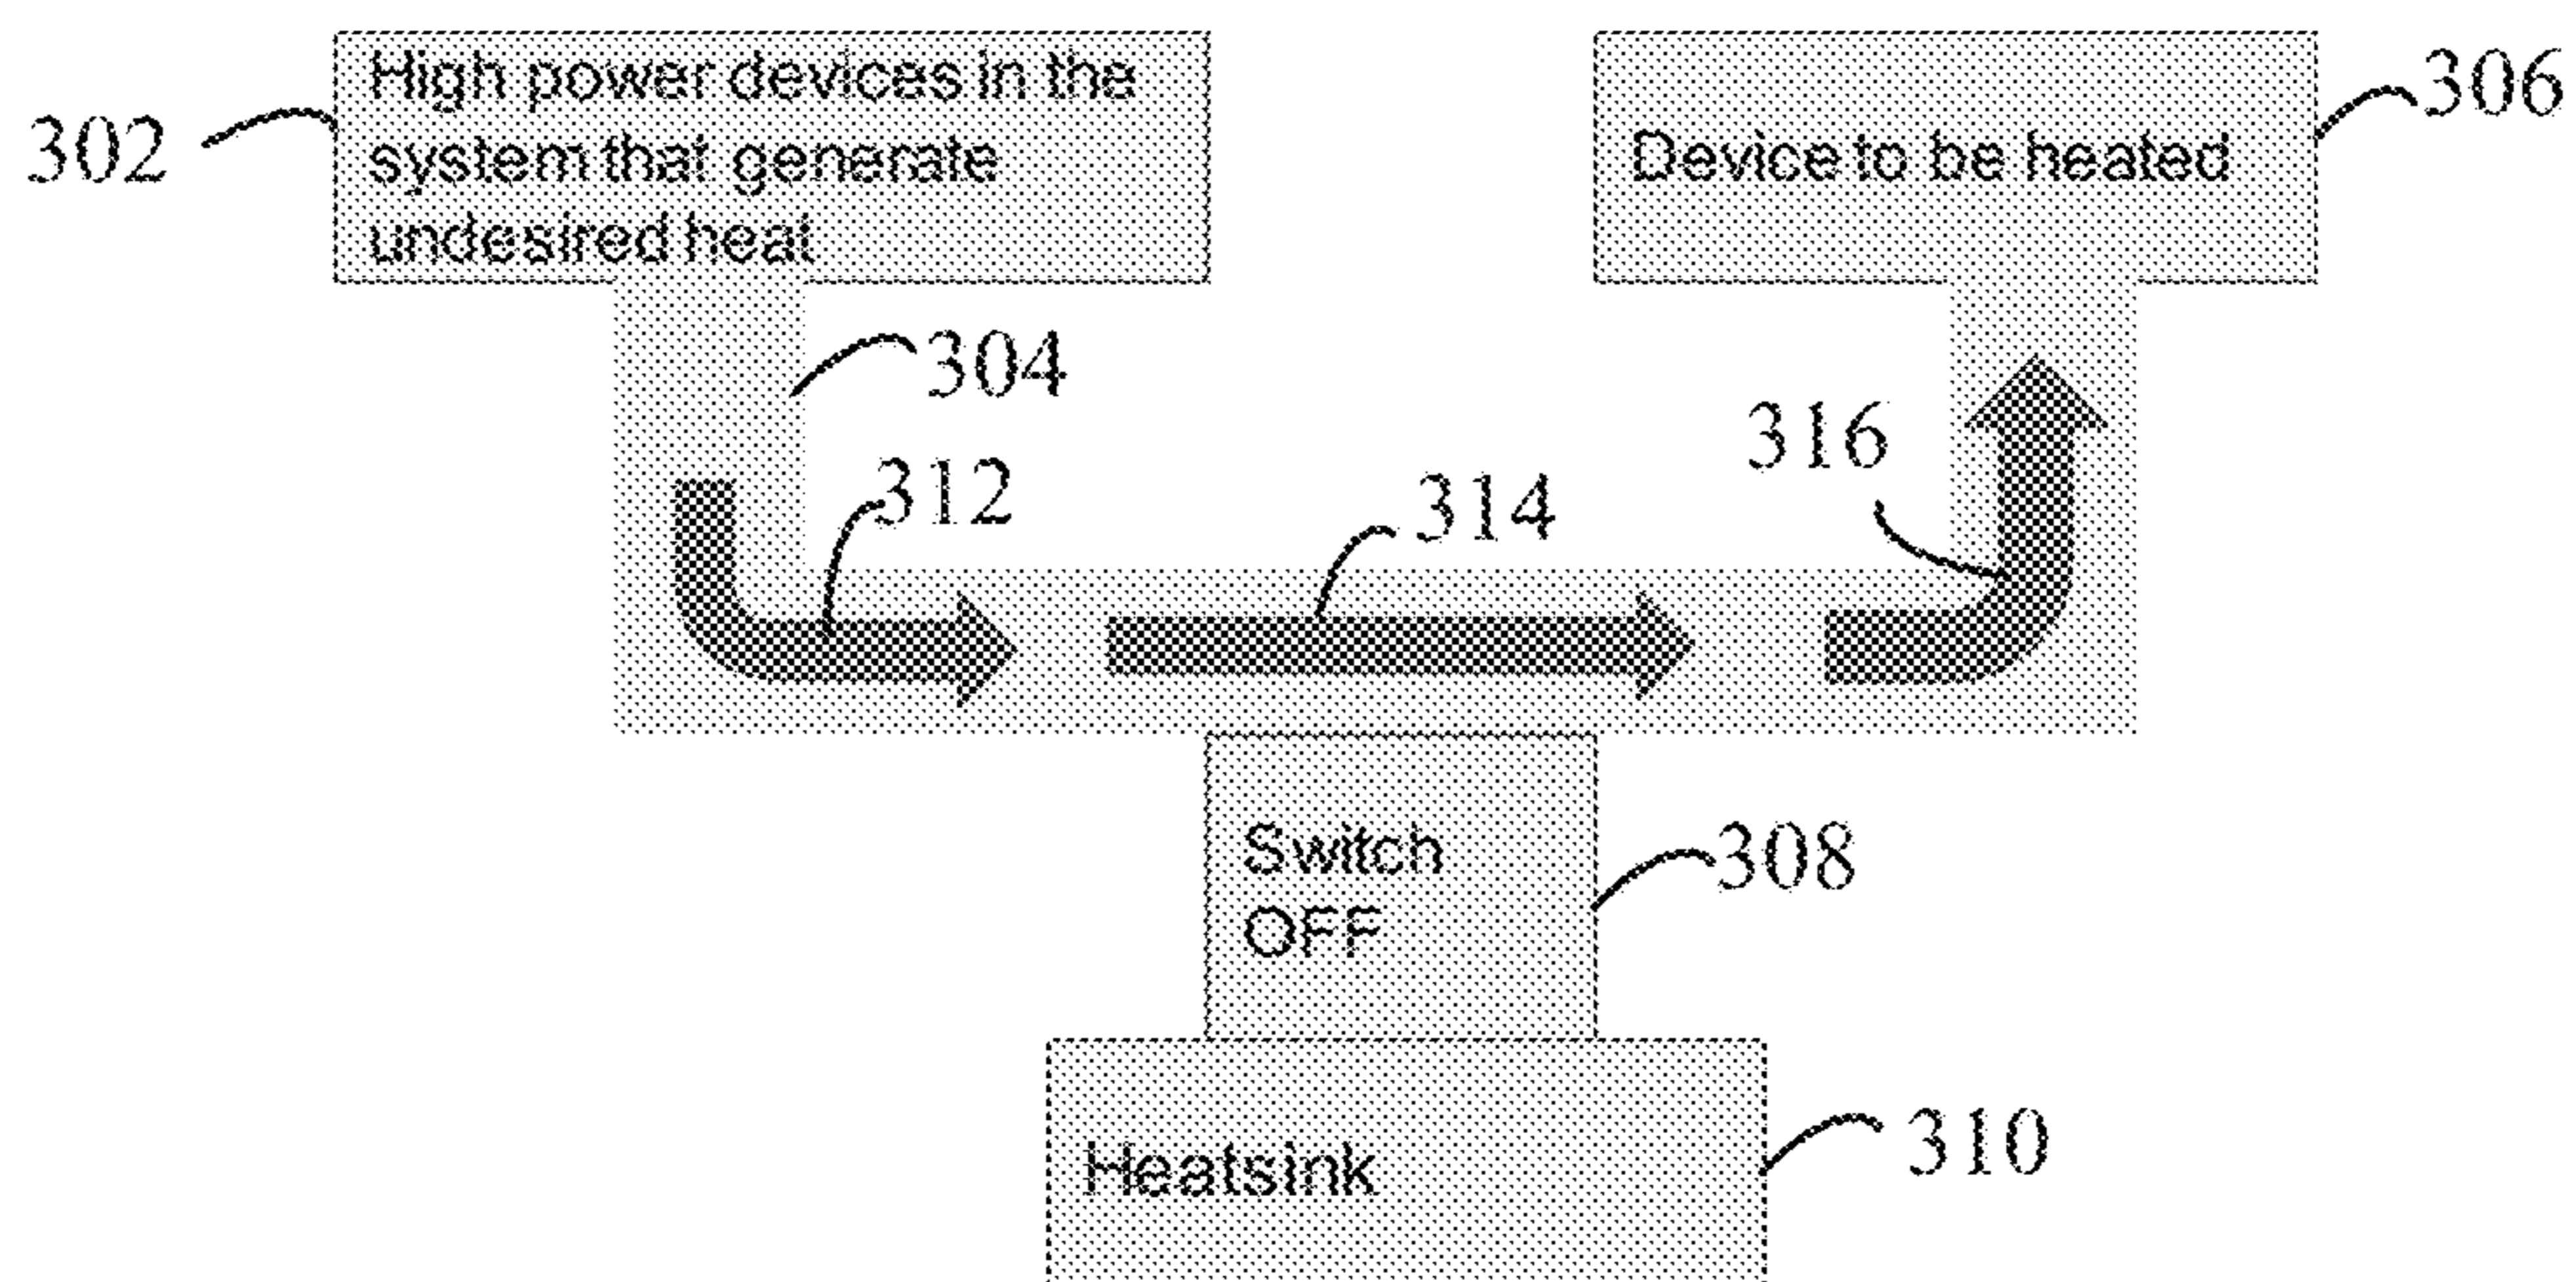 High power devices in the
system that generate
undesired heat
302
Device to be heated
306
304
312
314
316
Switch
OFF
308
Heatsink
310